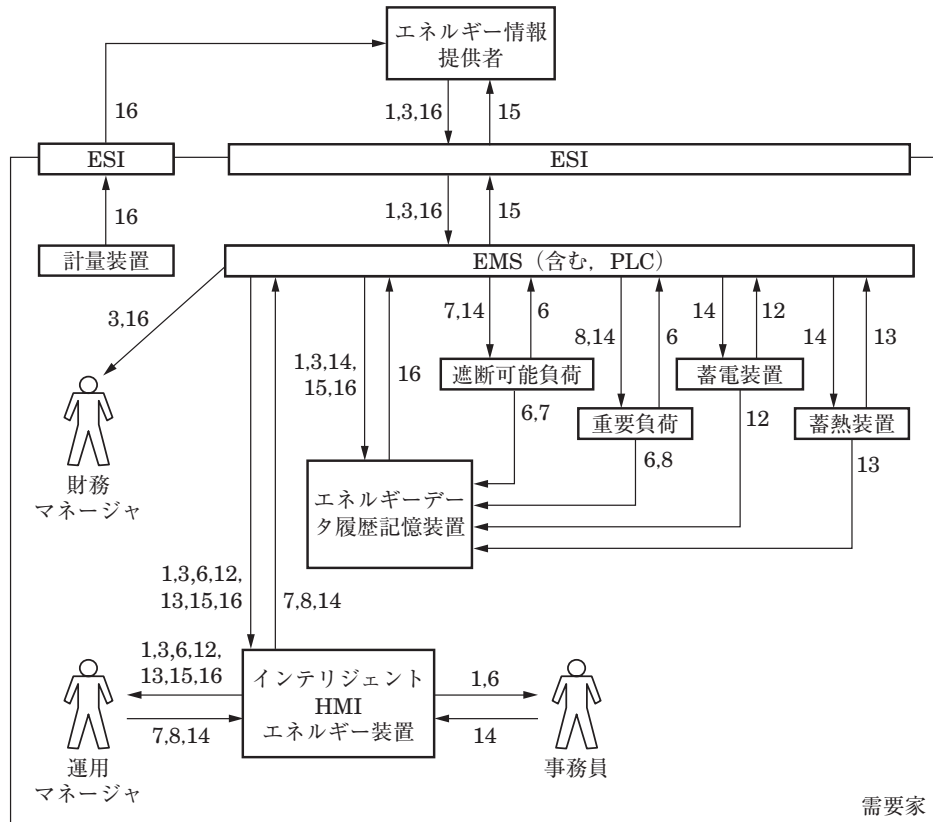 エネルギー情報
提供者
16
1,3,16
15
ESI
ESI
16
1,3,16
15
計量装置
EMS（含む，PLC）
3,16
7,14
6
8,14
6
14
12
14
13
1,3,14,
15,16
16
遮断可能負荷
蓄電装置
6,7
重要負荷
12
蓄熱装置
6,8
13
財務
マネージャ
エネルギーデー
タ履歴記憶装置
1,3,6,12,
13,15,16
7,8,14
1,3,6,12,
13,15,16
インテリジェント
HMI
エネルギー装置
1,6
7,8,14
14
運用
マネージャ
事務員
需要家